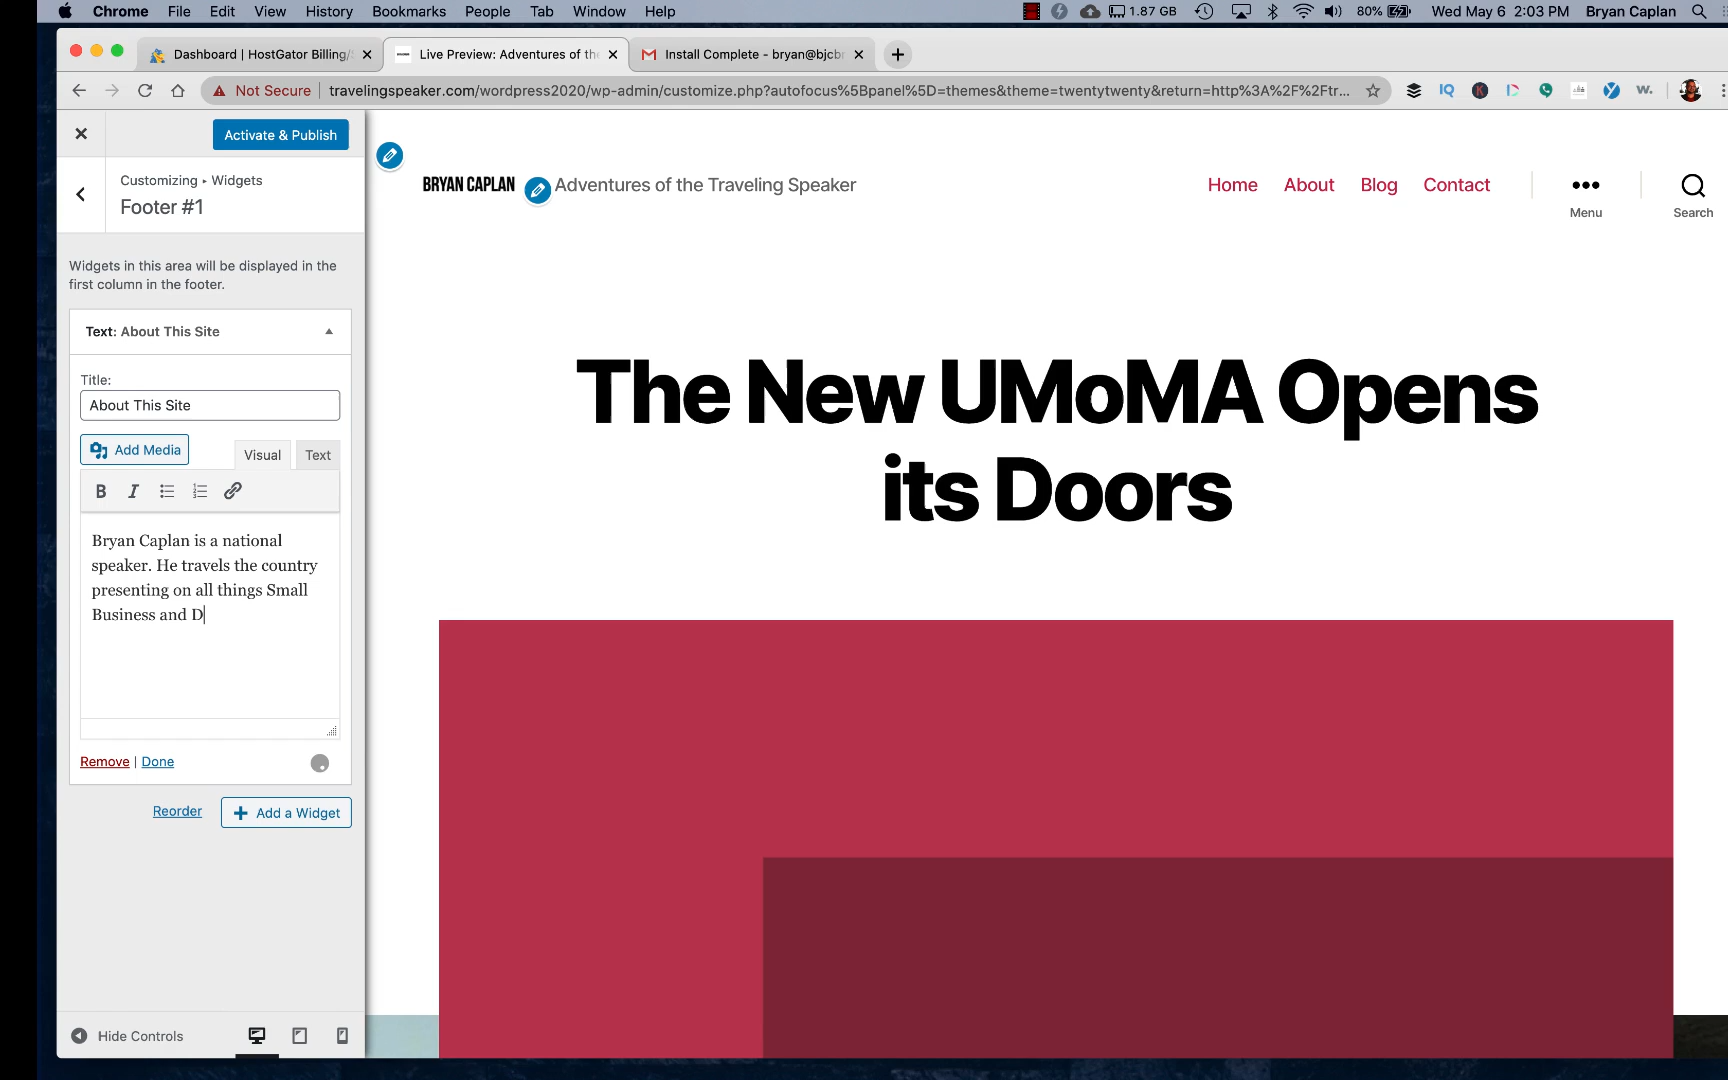 Chrome File Edit View History Bookmarks People Tab Window Help 1.87 GB 80% Wed May 6 2:03 PM Bryan Caplan
Dashboard | HostGator Billing/
Live Preview: Adventures of the
Install Complete - bryan@bjcbr
Not Secure travelingspeaker.com/wordpress2020/wp-admin/customize.php?autofocus%5Bpanel%5D=themes&theme=twentytwenty&return=http%3A%2F%2Ftr...
IQ
K
w.
Activate & Publish
Customizing ▸ Widgets
Footer #1
Widgets in this area will be displayed in the
first column in the footer.
Text: About This Site
Title:
About This Site
Add Media
Visual Text
B I
Bryan Caplan is a national
speaker. He travels the country
presenting on all things Small
Business and D
Remove | Done
Reorder
Add a Widget
Hide Controls
BRYAN CAPLAN
Adventures of the Traveling Speaker
Home About Blog Contact
Menu
Search
The New UMoMA Opens
its Doors